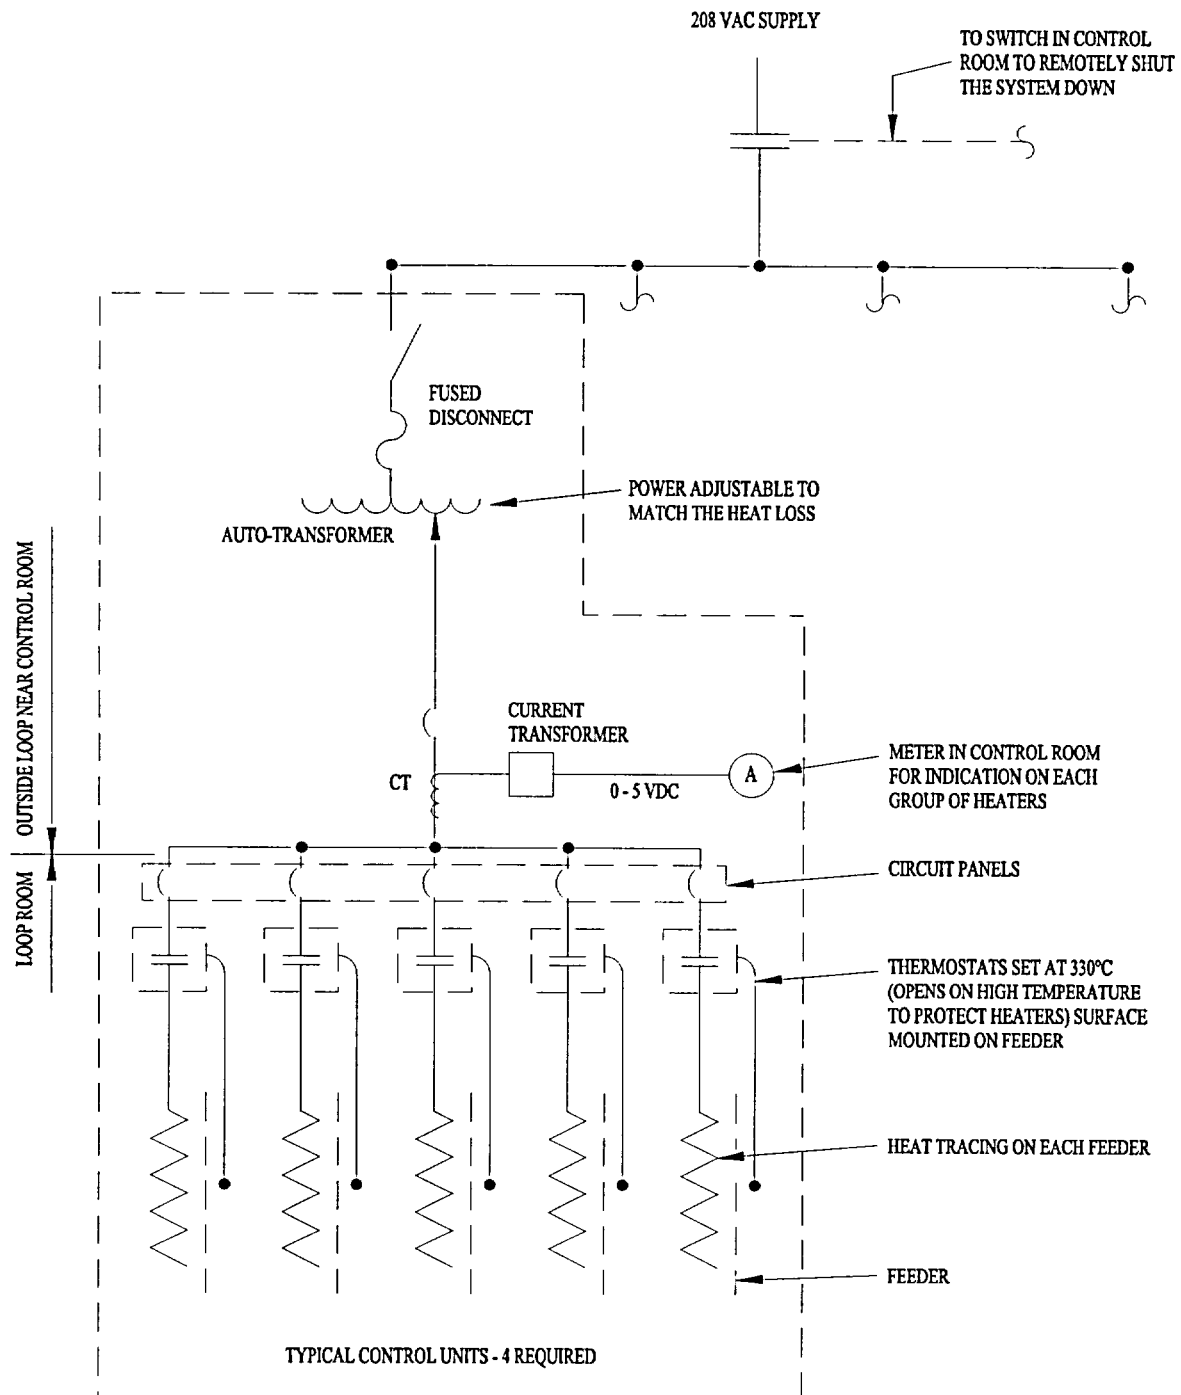 208 VAC SUPPLY
TO SWITCH IN CONTROL
ROOM TO REMOTELY SHUT
THE SYSTEM DOWN
FUSED
DISCONNECT
POWER ADJUSTABLE TO
MATCH THE HEAT LOSS
AUTO-TRANSFORMER
OUTSIDE LOOP NEAR CONTROL ROOM
CURRENT
TRANSFORMER
CT
0 - 5 VDC
A
METER IN CONTROL ROOM
FOR INDICATION ON EACH
GROUP OF HEATERS
LOOP ROOM
CIRCUIT PANELS
THERMOSTATS SET AT 330°C
(OPENS ON HIGH TEMPERATURE
TO PROTECT HEATERS) SURFACE
MOUNTED ON FEEDER
HEAT TRACING ON EACH FEEDER
FEEDER
TYPICAL CONTROL UNITS - 4 REQUIRED